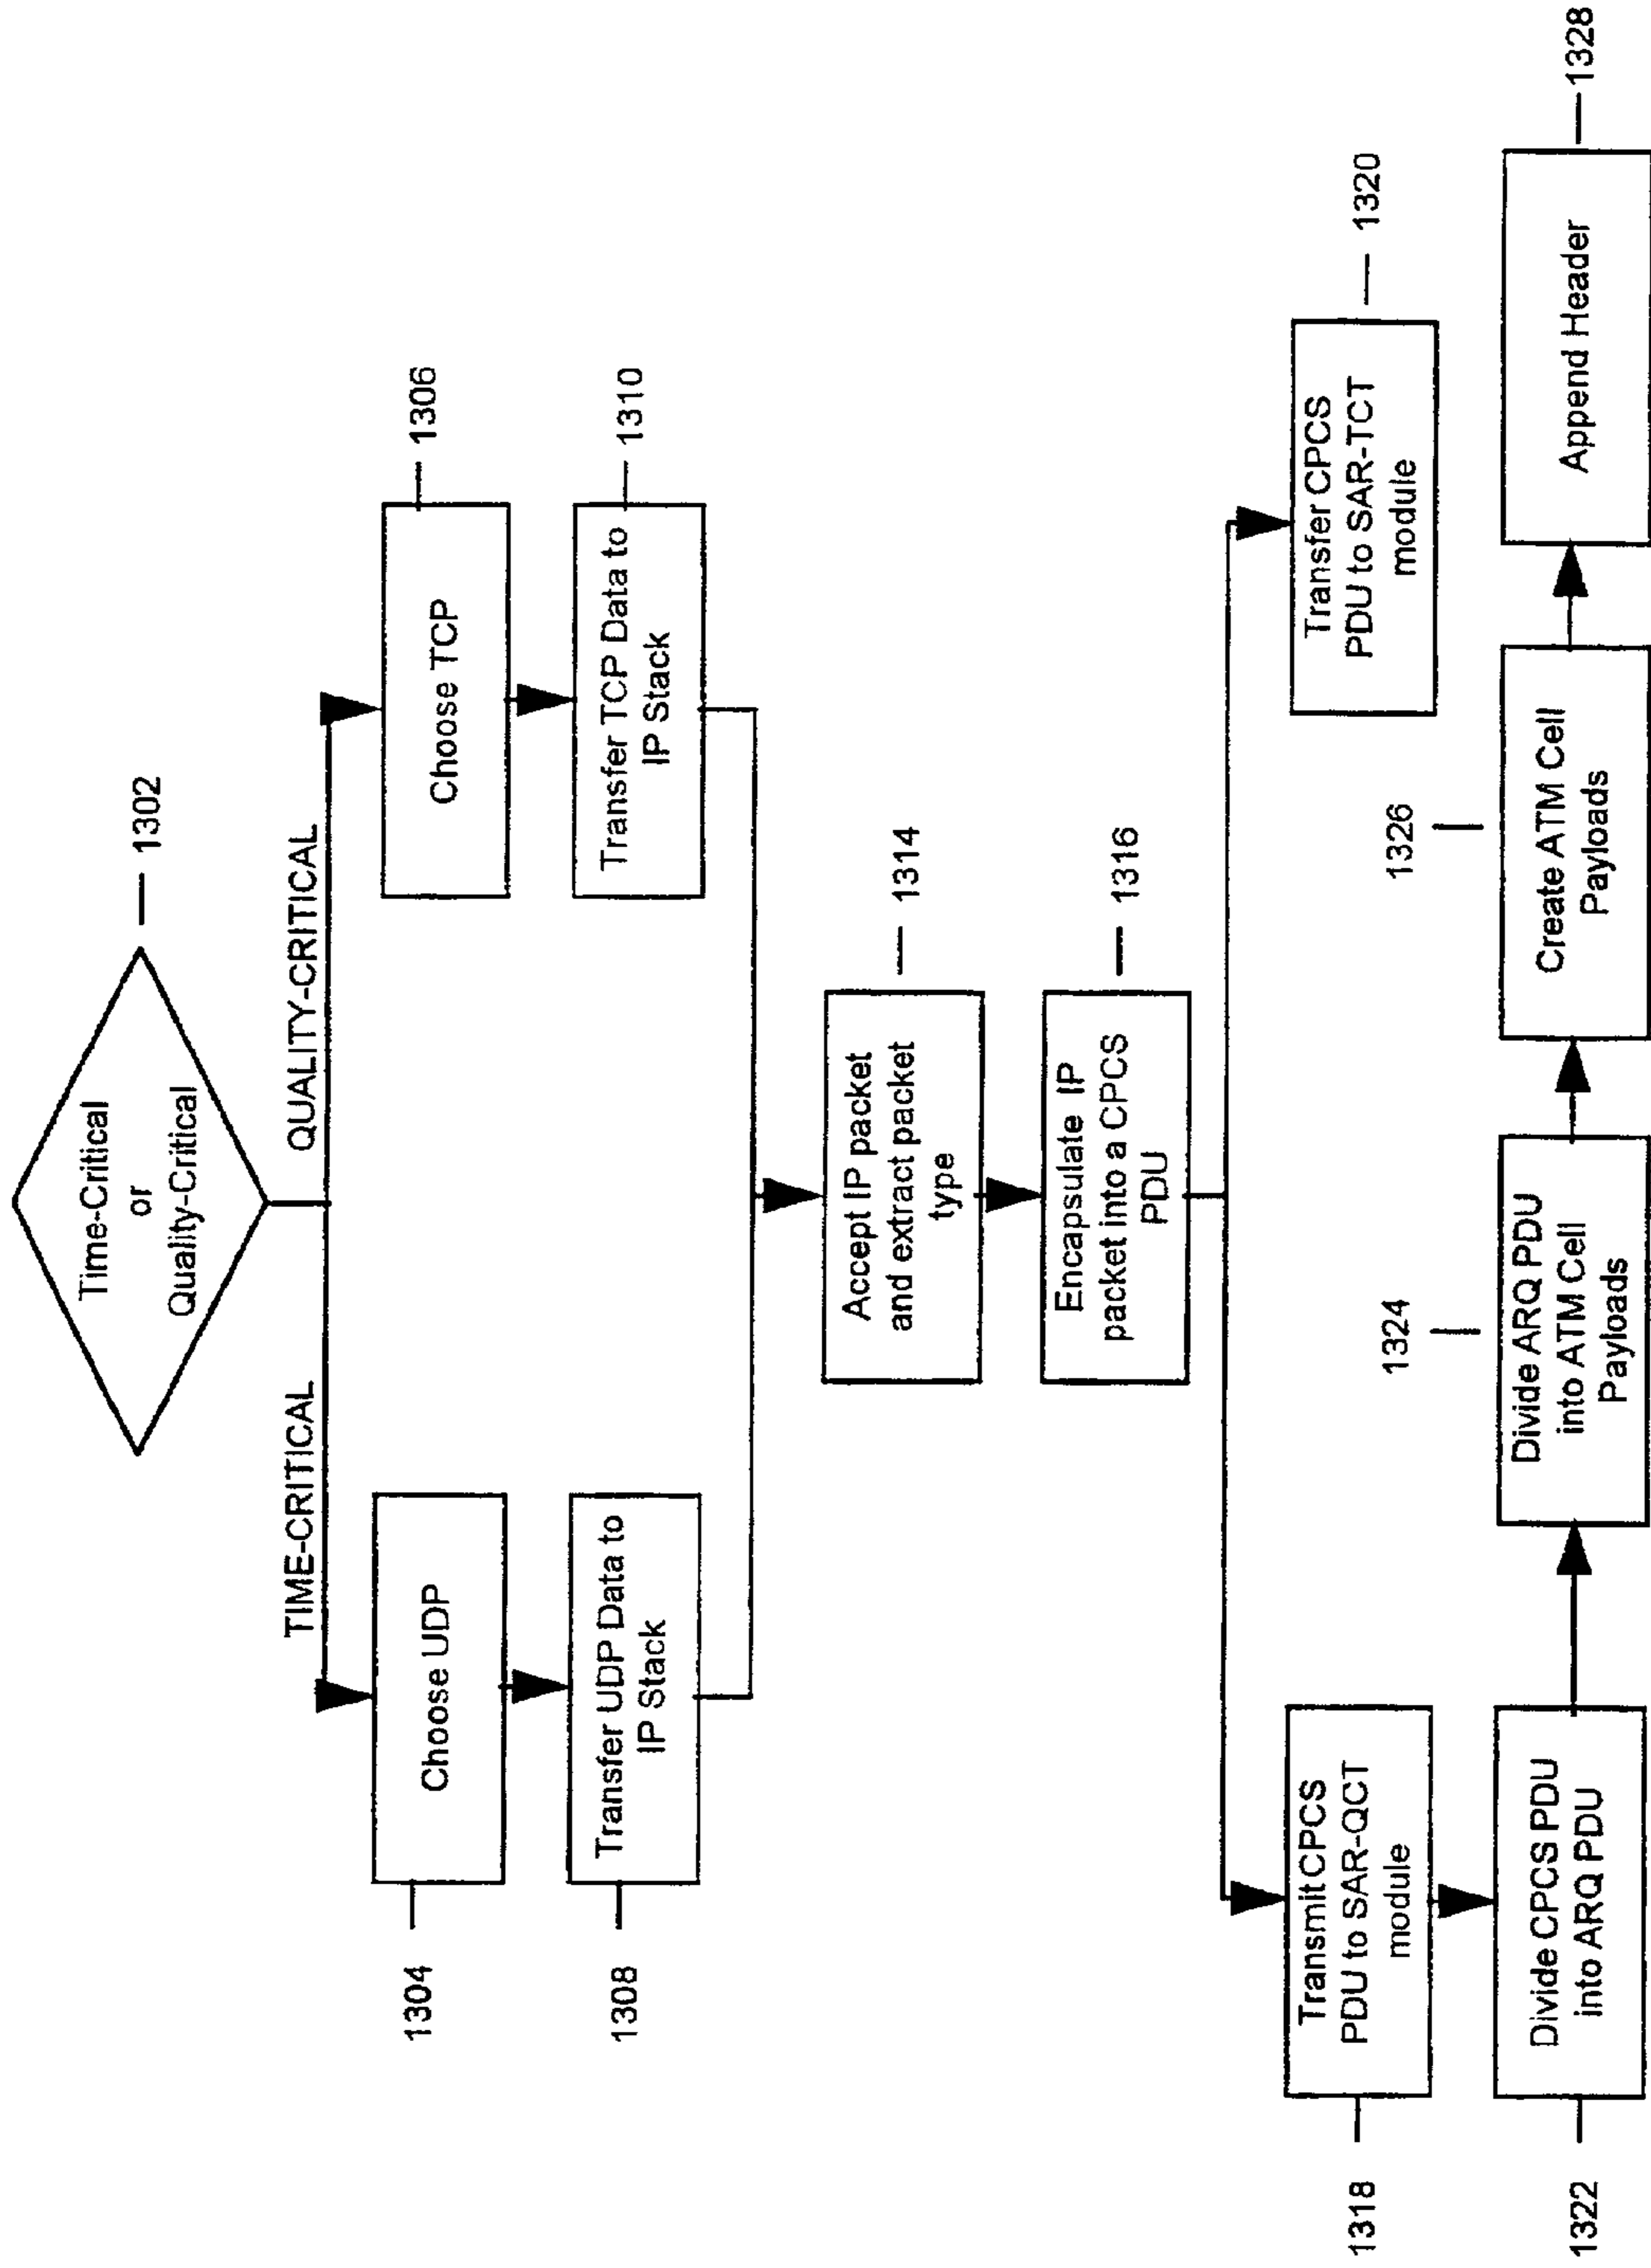 Time-Critical
or
Quality-Critical
1302
TIME-CRITICAL
QUALITY-CRITICAL
1304
Choose UDP
Choose TCP
1306
1308
Transfer UDP Data to
IP Stack
Transfer TCP Data to
IP Stack
1310
Accept IP packet
and extract packet
type
1314
Encapsulate IP
packet into a CPCS
PDU
1316
1318
Transmit CPCS
PDU to SAR-QCT
module
Transfer CPCS
PDU to SAR-TCT
module
1320
1322
Divide CPCS PDU
into ARQ PDU
1324
Divide ARQ PDU
into ATM Cell
Payloads
1326
Create ATM Cell
Payloads
Append Header
1328